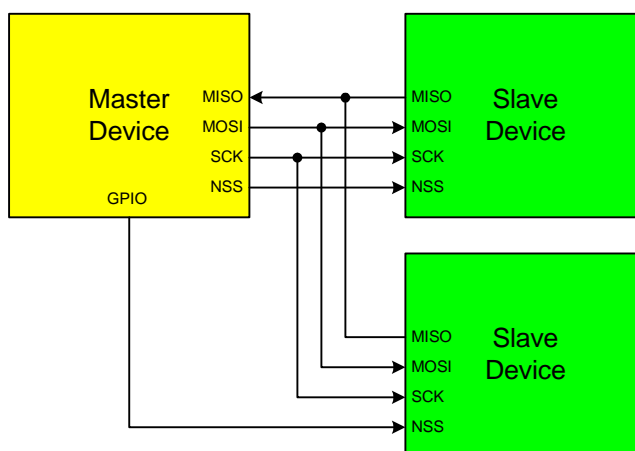 Master
Device
MISO
MOSI
SCK
NSS
GPIO
MISO
MOSI
SCK
NSS
Slave
Device
MISO
MOSI
SCK
NSS
Slave
Device